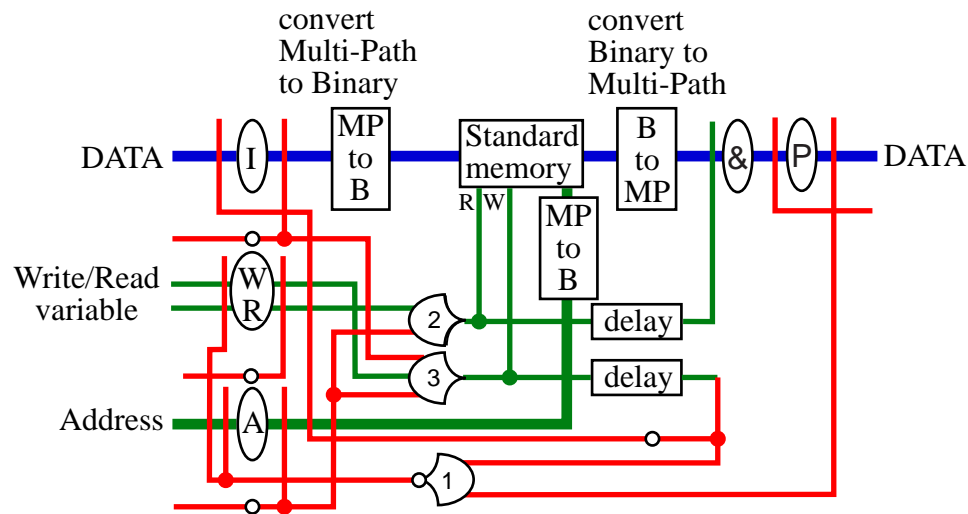 convert
Multi-Path
to Binary
convert
Binary to
Multi-Path
DATA
I
MP
to
B
Standard
memory
B
to
MP
&
P
DATA
R W
MP
to
B
Write/Read
variable
W
R
2
delay
3
delay
Address
A
1